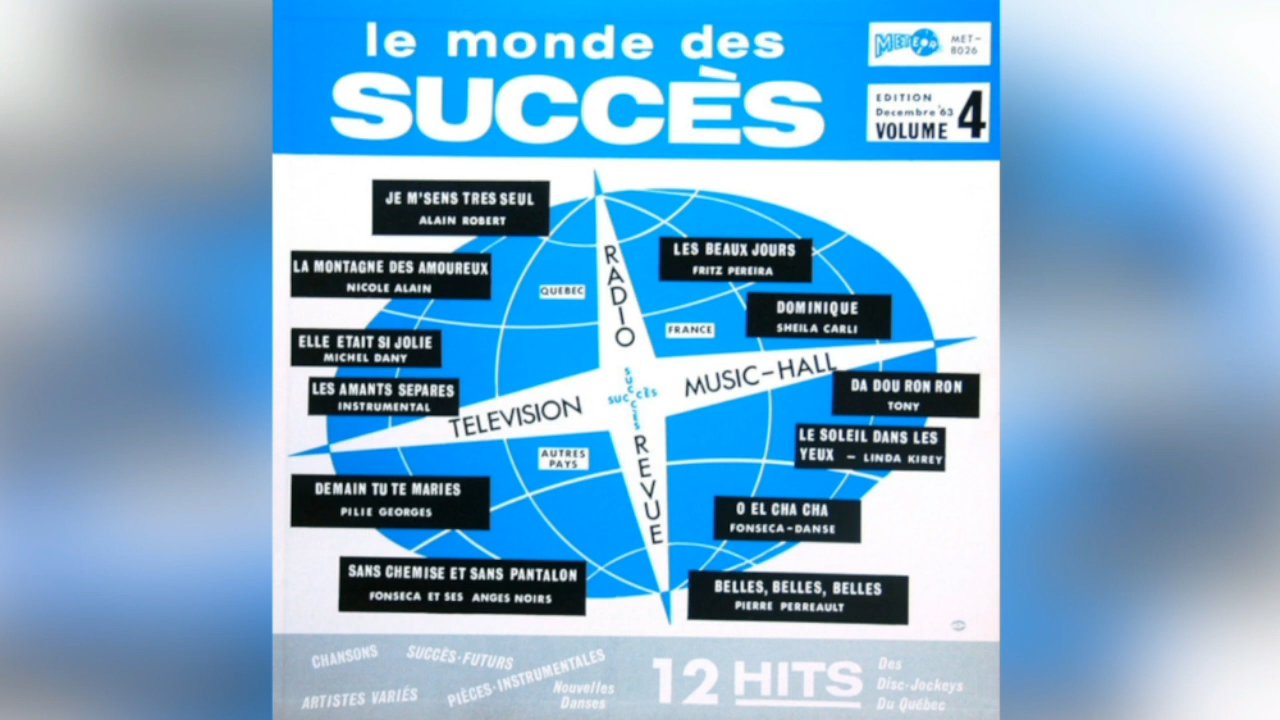 le monde des
SUCCÈS
METEOR
MET-
8026
EDITION
Decembre '63
VOLUME 4
JE M'SENS TRES SEUL
ALAIN ROBERT
LA MONTAGNE DES AMOUREUX
NICOLE ALAIN
ELLE ETAIT SI JOLIE
MICHEL DANY
LES AMANTS SEPARES
INSTRUMENTAL
DEMAIN TU TE MARIES
PILIE GEORGES
SANS CHEMISE ET SANS PANTALON
FONSECA ET SES ANGES NOIRS
QUEBEC
FRANCE
AUTRES
PAYS
RADIO
TELEVISION
MUSIC-HALL
REVUE
SUCCÈS
SUCCÈS
LES BEAUX JOURS
FRITZ PEREIRA
DOMINIQUE
SHEILA CARLI
DA DOU RON RON
TONY
LE SOLEIL DANS LES
YEUX - LINDA KIREY
O EL CHA CHA
FONSECA-DANSE
BELLES, BELLES, BELLES
PIERRE PERREAULT
CHANSONS
SUCCÈS-FUTURS
ARTISTES VARIÉS
PIÈCES-INSTRUMENTALES
Nouvelles
Danses
12 HITS
Des
Disc-Jockeys
Du Québec